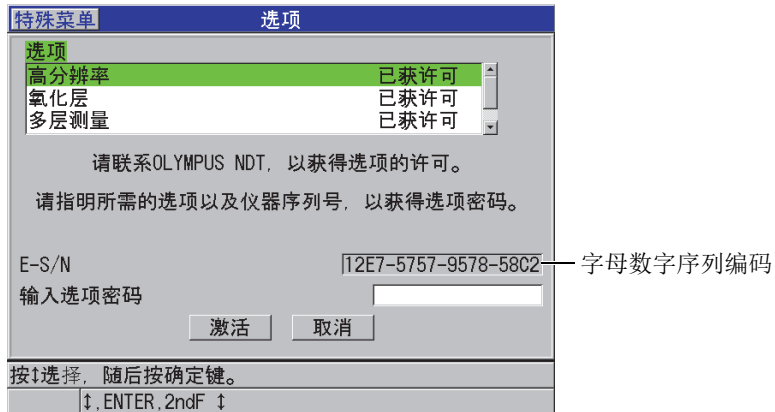 特殊菜单 选项
选项
高分辨率 已获许可
氧化层 已获许可
多层测量 已获许可
请联系OLYMPUS NDT, 以获得选项的许可。
请指明所需的选项以及仪器序列号, 以获得选项密码。
E-S/N 12E7-5757-9578-58C2 字母数字序列编码
输入选项密码
激活 取消
按↕选择, 随后按确定键。
↕,ENTER,2ndF ↕